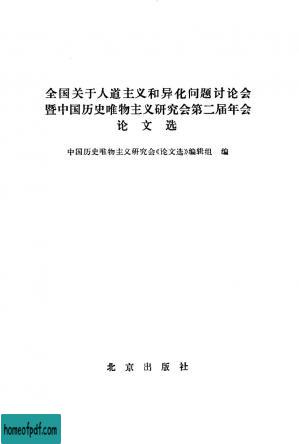 全国关于人道主义和异化问题讨论会
暨中国历史唯物主义研究会第二届年会
论文选
中国历史唯物主义研究会《论文选》编辑组 编
北京出版社
homeofpdf.com
homeofpdf.com